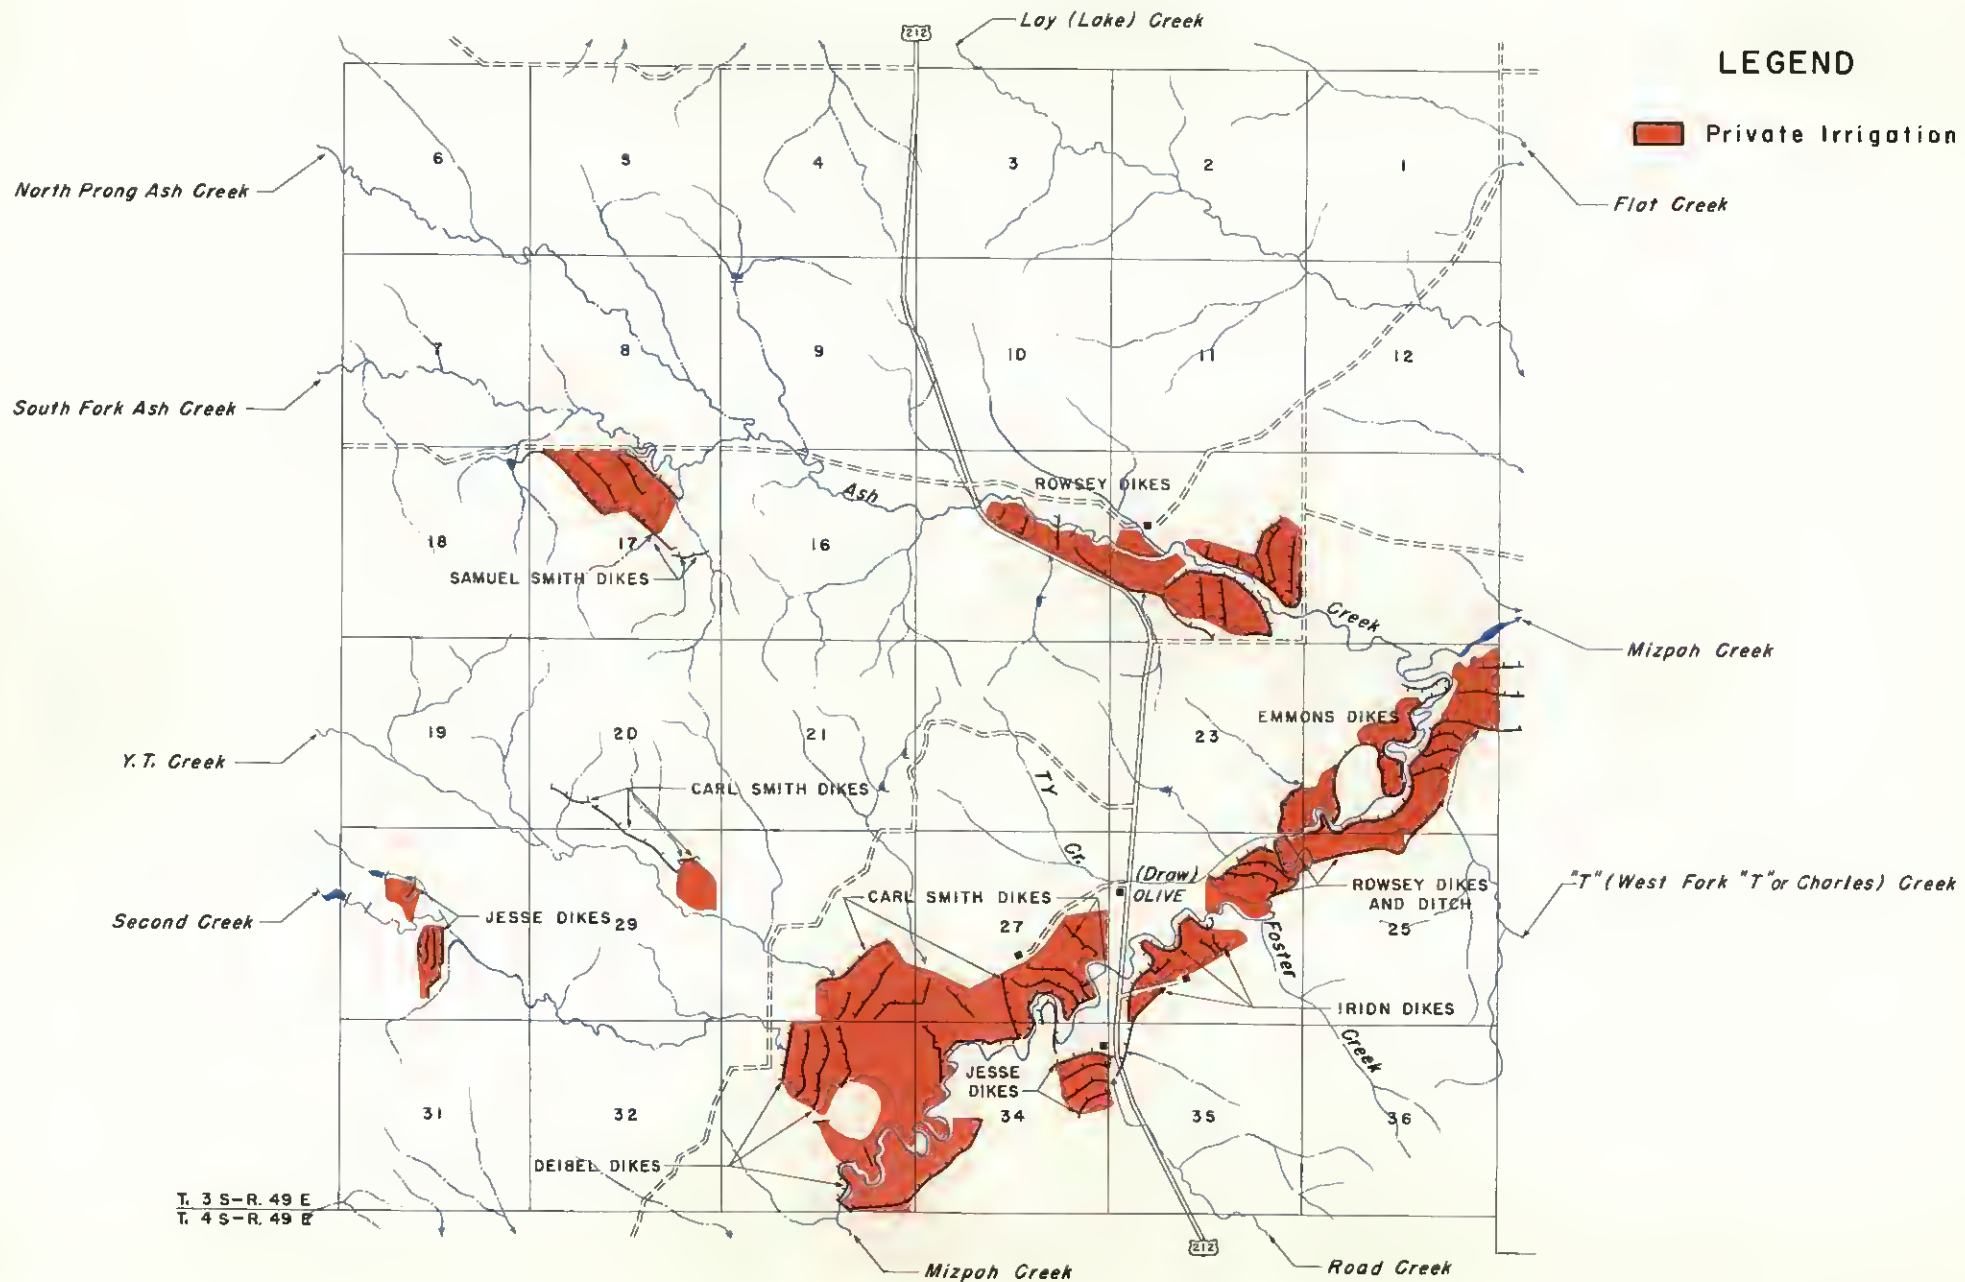 212
Lay (Lake) Creek
LEGEND
Private Irrigation
6
5
4
3
2
1
North Prong Ash Creek
Flat Creek
7
8
9
10
11
12
South Fork Ash Creek
ROWSEY DIKES
Ash
18
17
16
SAMUEL SMITH DIKES
Creek
Mizpah Creek
EMMONS DIKES
19
20
21
23
Y.T. Creek
TY
CARL SMITH DIKES
Cr.
(Draw)
OLIVE
CARL SMITH DIKES
ROWSEY DIKES
AND DITCH
"T" (West Fork "T" or Charles) Creek
Second Creek
JESSE DIKES
29
27
25
Foster
IRION DIKES
Creek
JESSE
DIKES
31
32
34
35
36
DEIBEL DIKES
T. 3 S-R. 49 E
T. 4 S-R. 49 E
212
Mizpah Creek
Road Creek